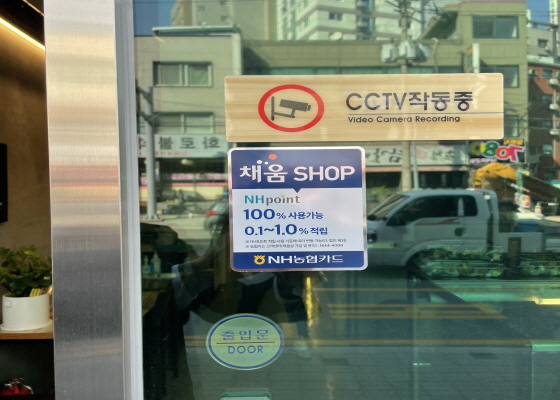 CCTV작동중
Video Camera Recording
채움 SHOP
NHpoint
100% 사용가능
0.1~1.0% 적립
NH농협카드
출입문
DOOR